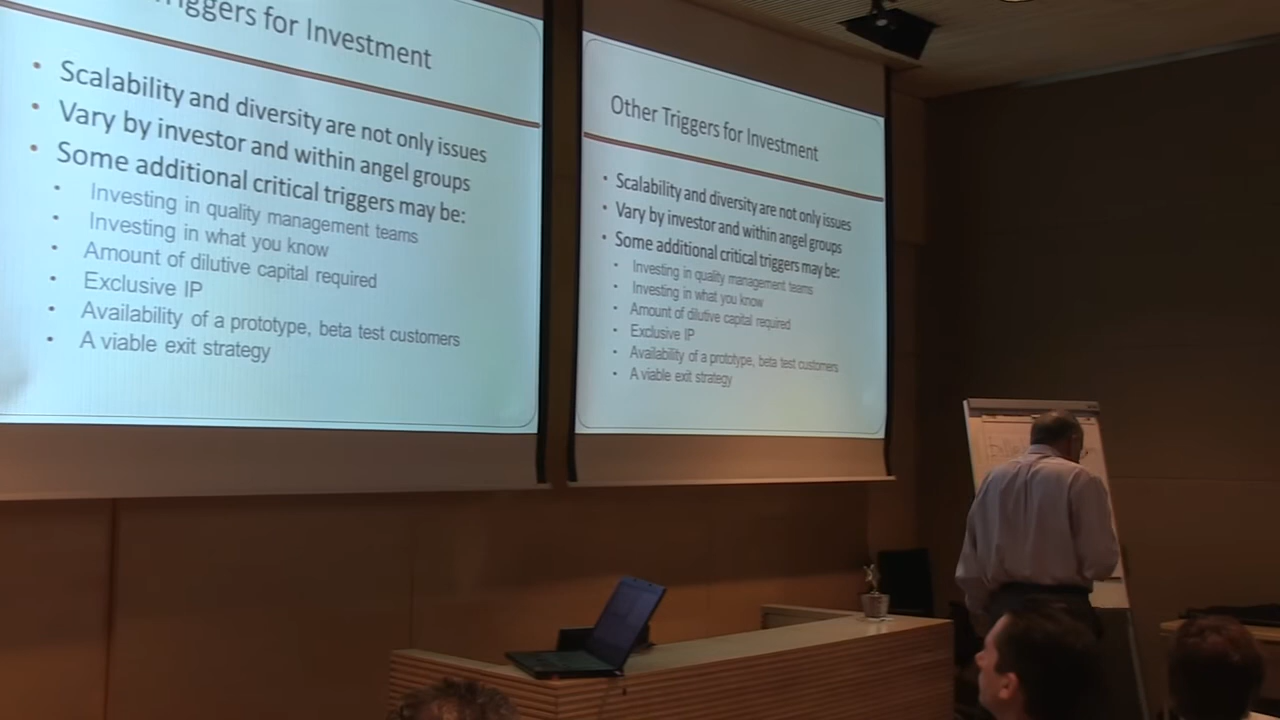 Triggers for Investment
• Scalability and diversity are not only issues
• Vary by investor and within angel groups
• Some additional critical triggers may be:
• Investing in quality management teams
• Investing in what you know
• Amount of dilutive capital required
• Exclusive IP
• Availability of a prototype, beta test customers
• A viable exit strategy
Other Triggers for Investment
• Scalability and diversity are not only issues
• Vary by investor and within angel groups
• Some additional critical triggers may be:
• Investing in quality management teams
• Investing in what you know
• Amount of dilutive capital required
• Exclusive IP
• Availability of a prototype, beta test customers
• A viable exit strategy